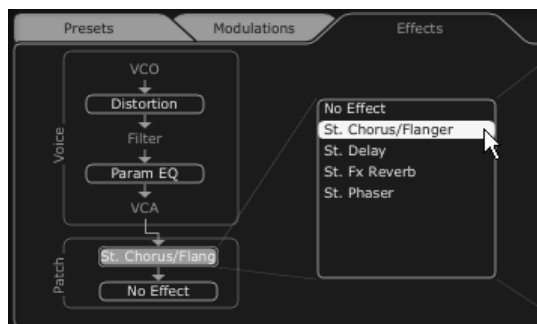 Presets
Modulations
Effects
VCO
Distortion
Filter
Param EQ
VCA
Voice
St. Chorus/Flang
No Effect
Patch
No Effect
St. Chorus/Flanger
St. Delay
St. Fx Reverb
St. Phaser